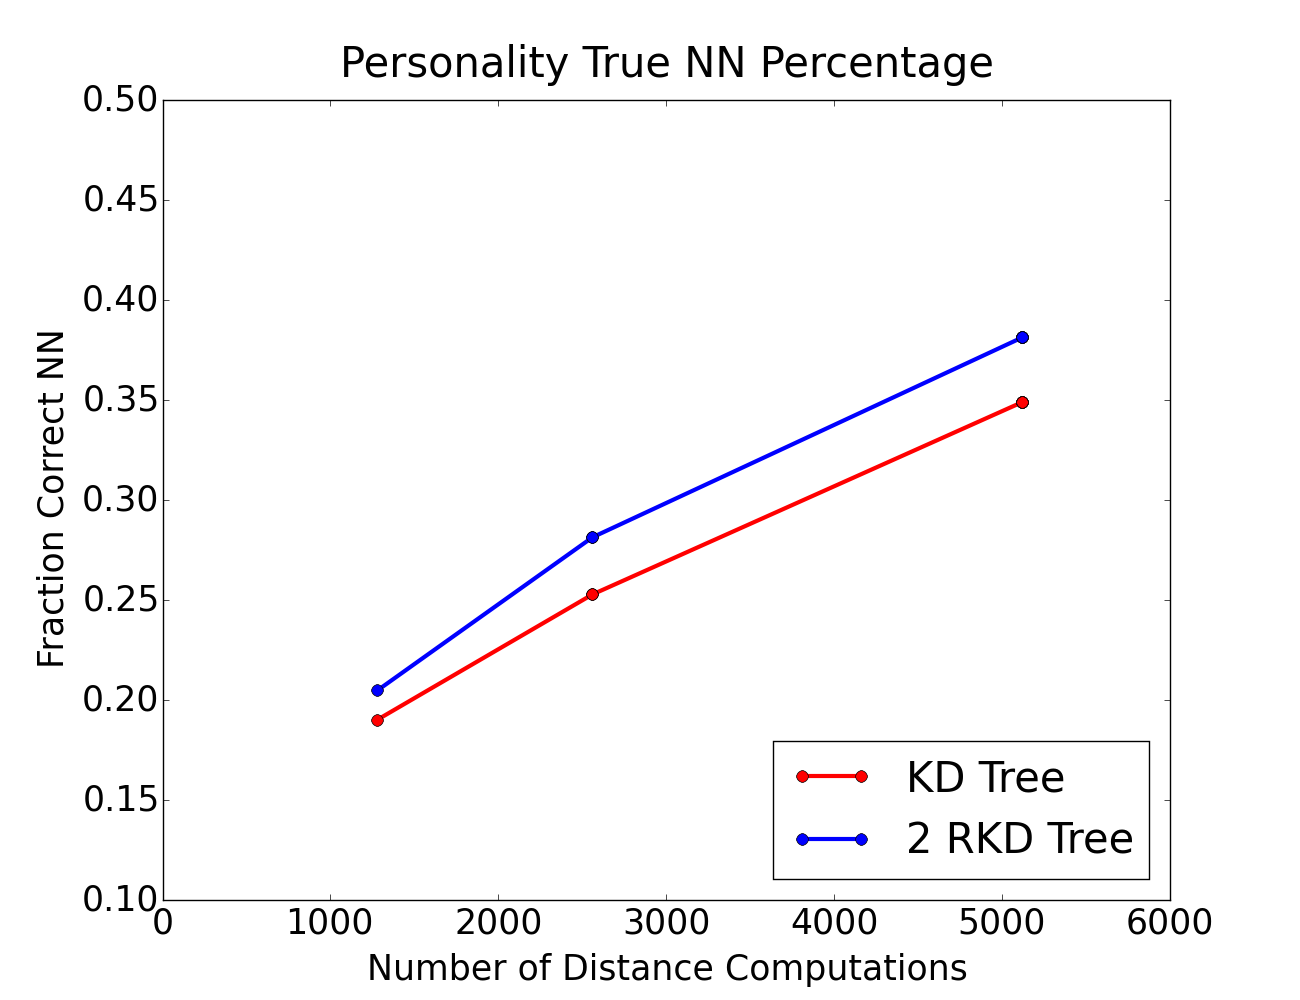 Personality True NN Percentage
0.50
0.45
0.40
0.35
0.30
0.25
0.20
0.15
0.10
Fraction Correct NN
KD Tree
2 RKD Tree
0 1000 2000 3000 4000 5000 6000
Number of Distance Computations